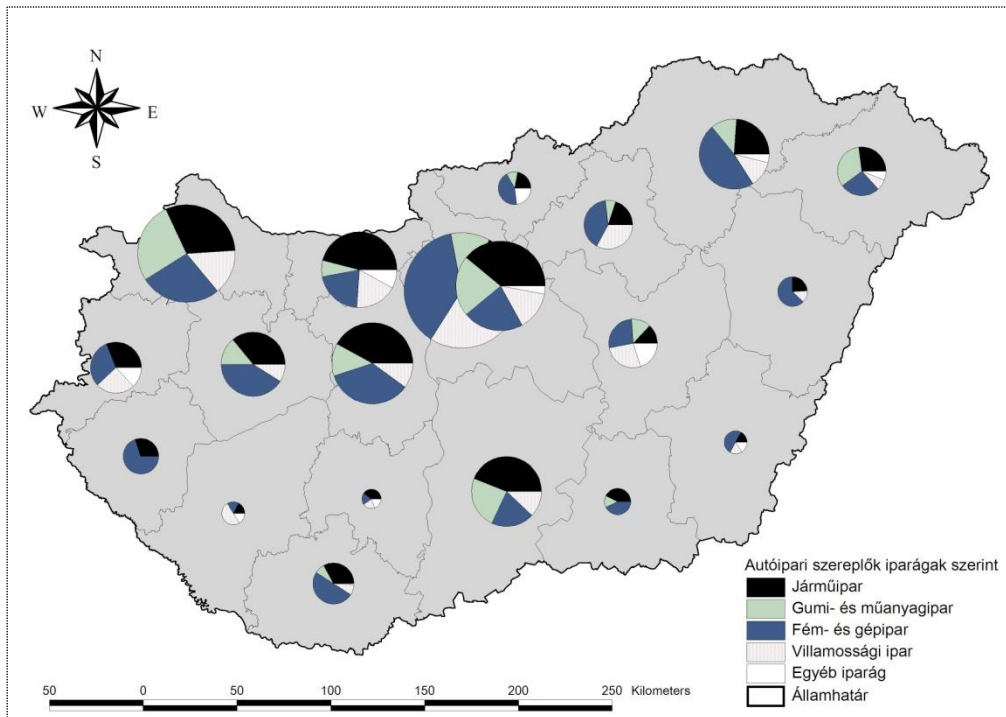 N
W E
S
Autóipari szereplők iparágak szerint
Járműipar
Gumi- és műanyagipar
Fém- és gépipar
Villamossági ipar
Egyéb iparág
Államhatár
50 0 50 100 150 200 250 Kilometers